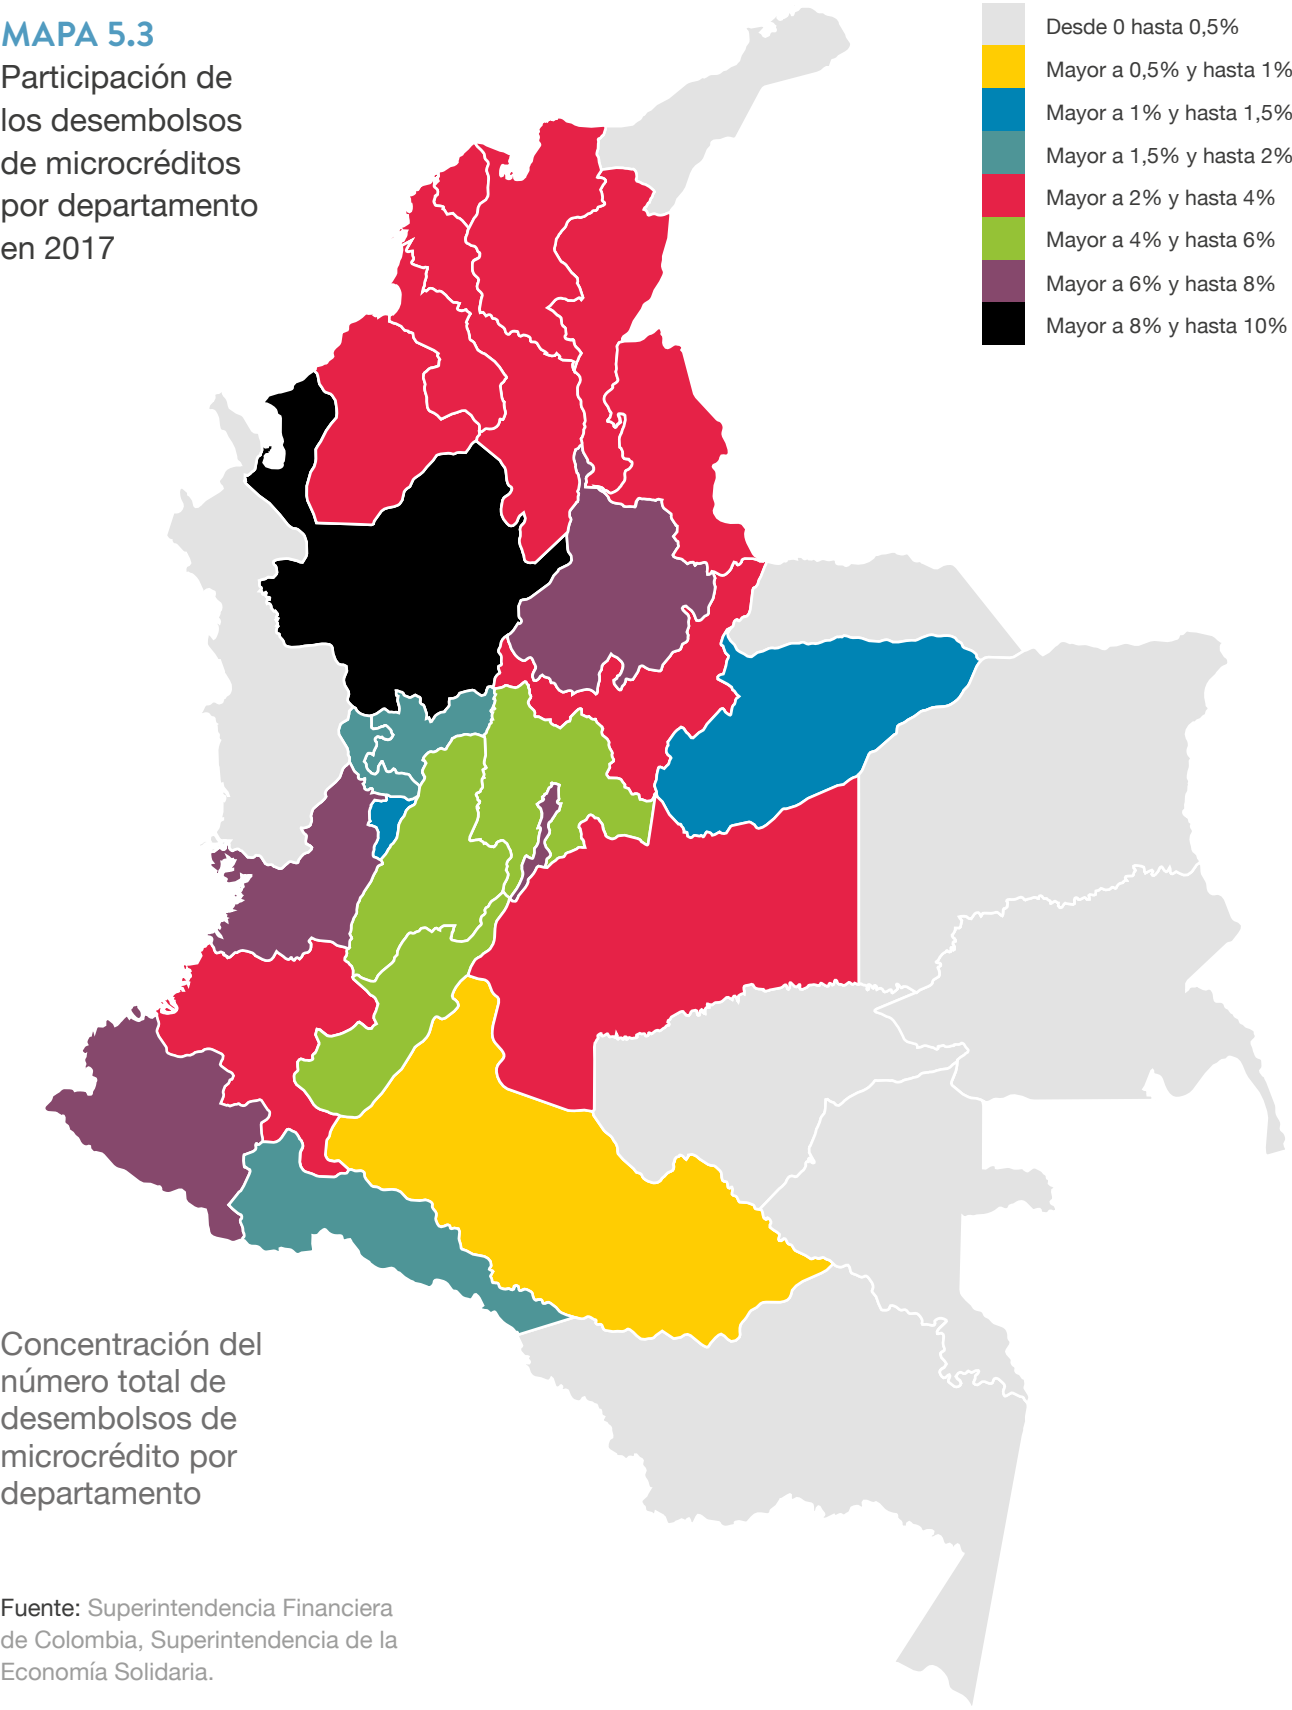 MAPA 5.3
Participación de
los desembolsos
de microcréditos
por departamento
en 2017
Desde 0 hasta 0,5%
Mayor a 0,5% y hasta 1%
Mayor a 1% y hasta 1,5%
Mayor a 1,5% y hasta 2%
Mayor a 2% y hasta 4%
Mayor a 4% y hasta 6%
Mayor a 6% y hasta 8%
Mayor a 8% y hasta 10%
Concentración del
número total de
desembolsos de
microcrédito por
departamento
Fuente: Superintendencia Financiera
de Colombia, Superintendencia de la
Economía Solidaria.